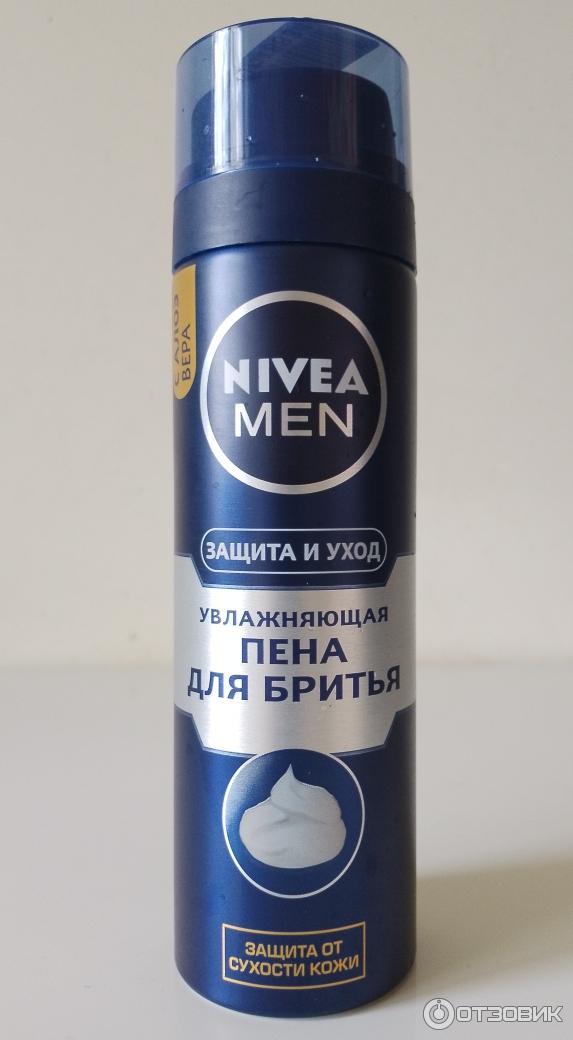 С АЛОЭ
ВЕРА
NIVEA
MEN
ЗАЩИТА И УХОД
УВЛАЖНЯЮЩАЯ
ПЕНА
ДЛЯ БРИТЬЯ
ЗАЩИТА ОТ
СУХОСТИ КОЖИ
ОТЗОВИК